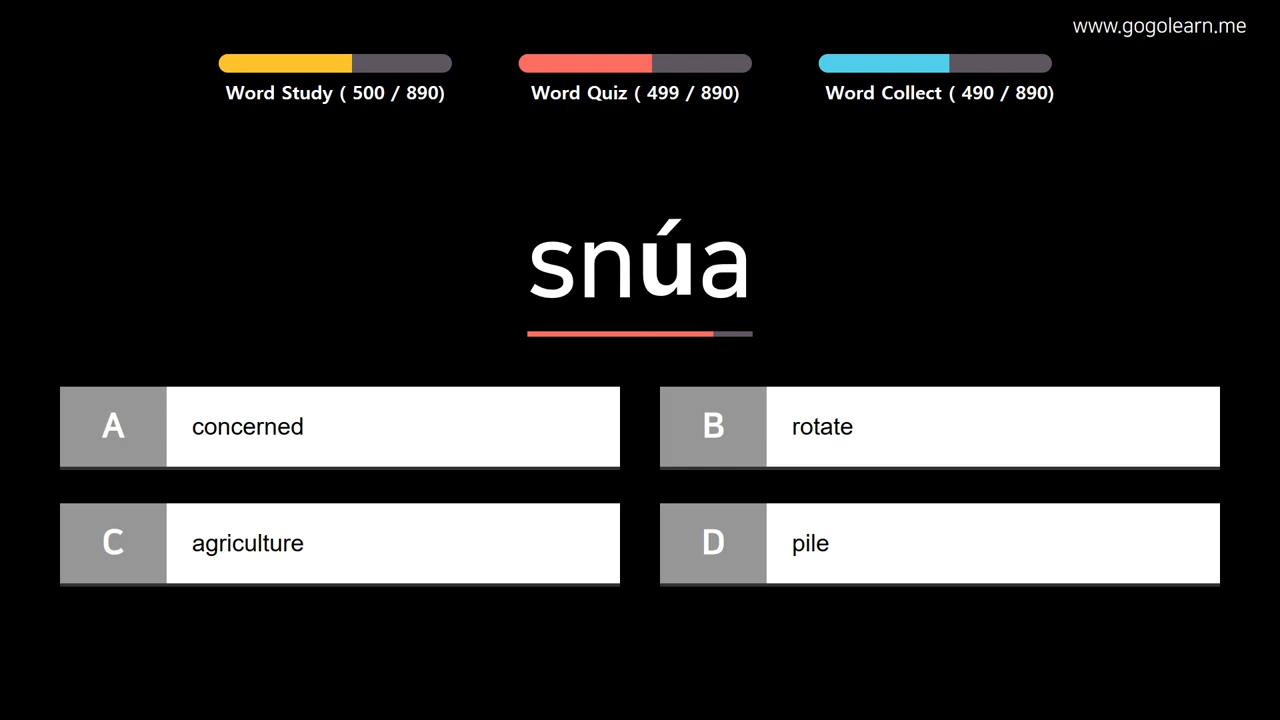 www.gogolearn.me
Word Study ( 500 / 890)
Word Quiz ( 499 / 890)
Word Collect ( 490 / 890)
snúa
A concerned
B rotate
C agriculture
D pile